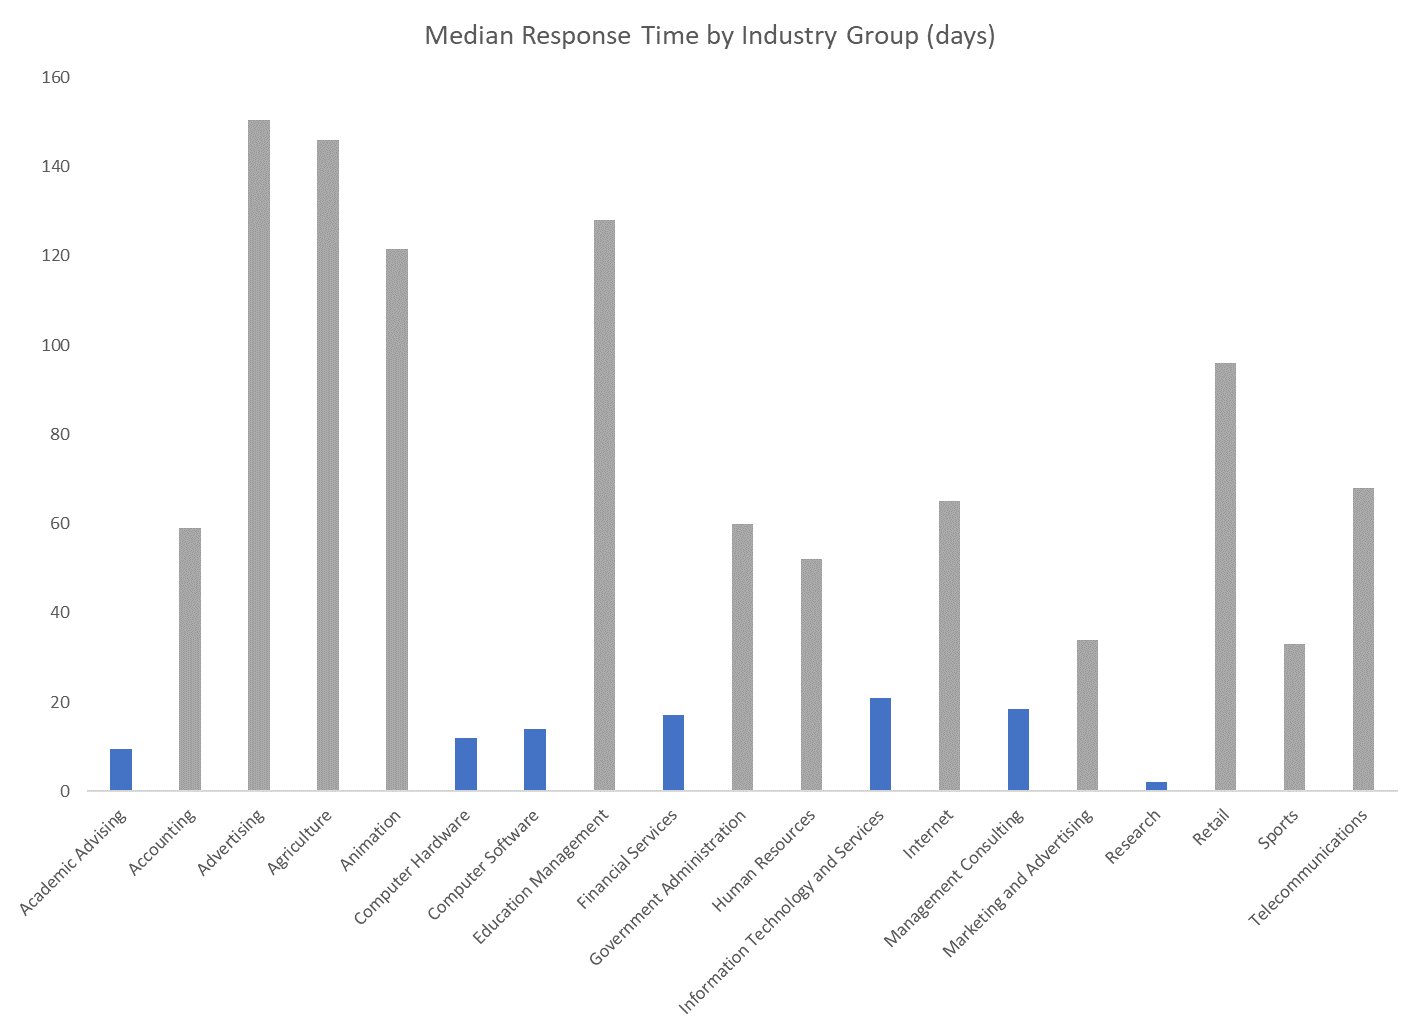 Median Response Time by Industry Group (days)
160
140
120
100
80
60
40
20
0
Academic Advising
Accounting
Advertising
Agriculture
Animation
Computer Hardware
Computer Software
Education Management
Financial Services
Government Administration
Human Resources
Information Technology and Services
Internet
Management Consulting
Marketing and Advertising
Research
Retail
Sports
Telecommunications